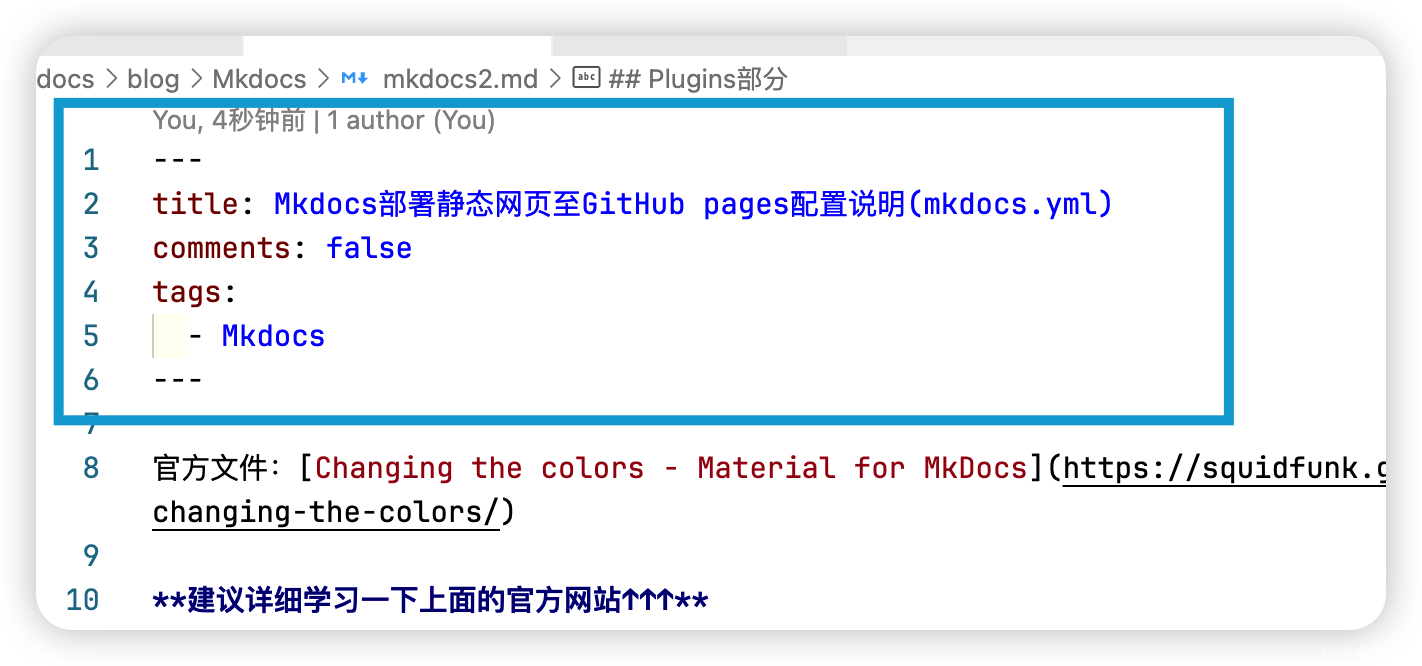 docs > blog > Mkdocs > mkdocs2.md > abc ## Plugins部分
You, 4秒钟前 | 1 author (You)
1 ---
2 title: Mkdocs部署静态网页至GitHub pages配置说明(mkdocs.yml)
3 comments: false
4 tags:
5 - Mkdocs
6 ---
7
8 官方文件：[Changing the colors - Material for MkDocs](https://squidfunk.g
changing-the-colors/)
9
10 **建议详细学习一下上面的官方网站↑↑↑**